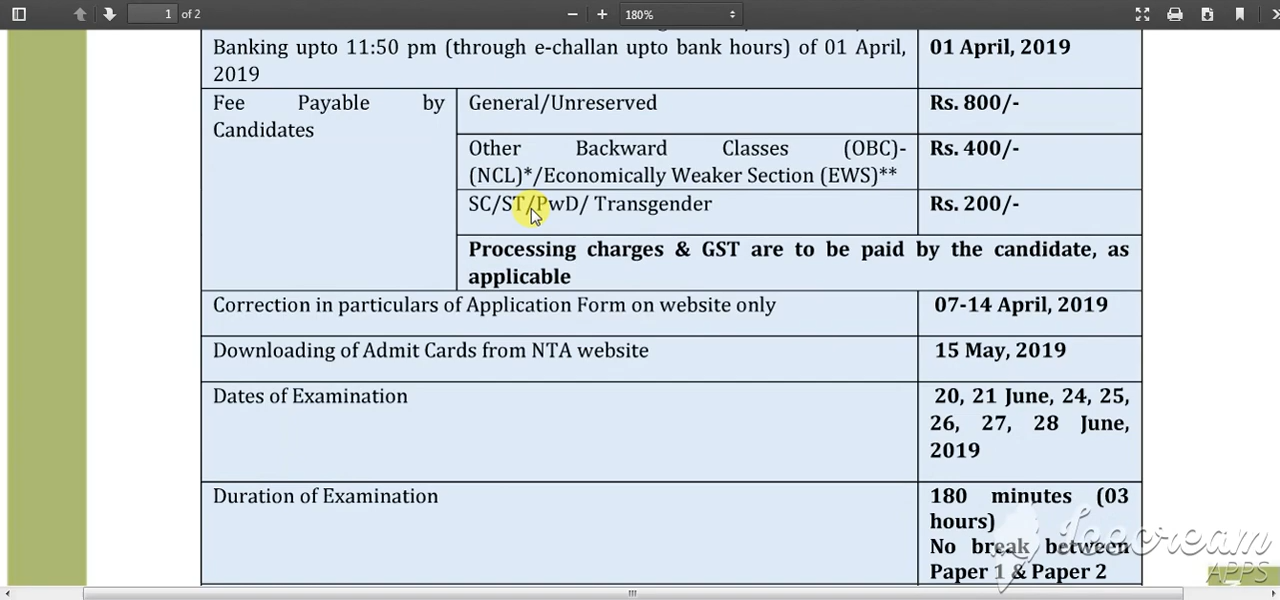 1 of 2
180%
Banking upto 11:50 pm (through e-challan upto bank hours) of 01 April, 2019
01 April, 2019
Fee Payable by Candidates
General/Unreserved
Rs. 800/-
Other Backward Classes (OBC)-
(NCL)*/Economically Weaker Section (EWS)**
Rs. 400/-
SC/ST/PwD/ Transgender
Rs. 200/-
Processing charges & GST are to be paid by the candidate, as
applicable
Correction in particulars of Application Form on website only
07-14 April, 2019
Downloading of Admit Cards from NTA website
15 May, 2019
Dates of Examination
20, 21 June, 24, 25,
26, 27, 28 June,
2019
Duration of Examination
180 minutes (03
hours)
No break between
Paper 1 & Paper 2
Icecream
APPS